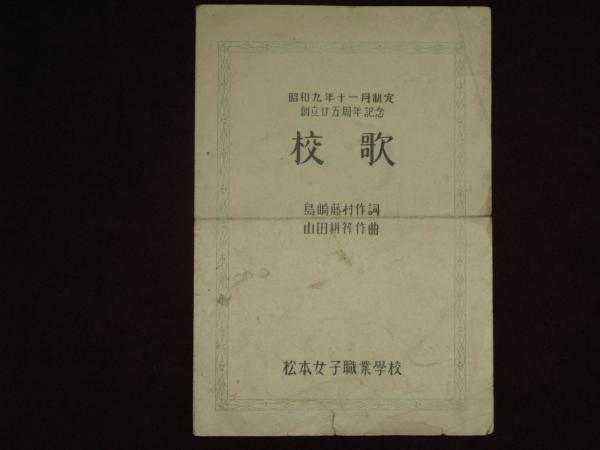 昭和九年十一月制定
創立廿五周年記念
校歌
島崎藤村作詞
山田耕筰作曲
松本女子職業學校